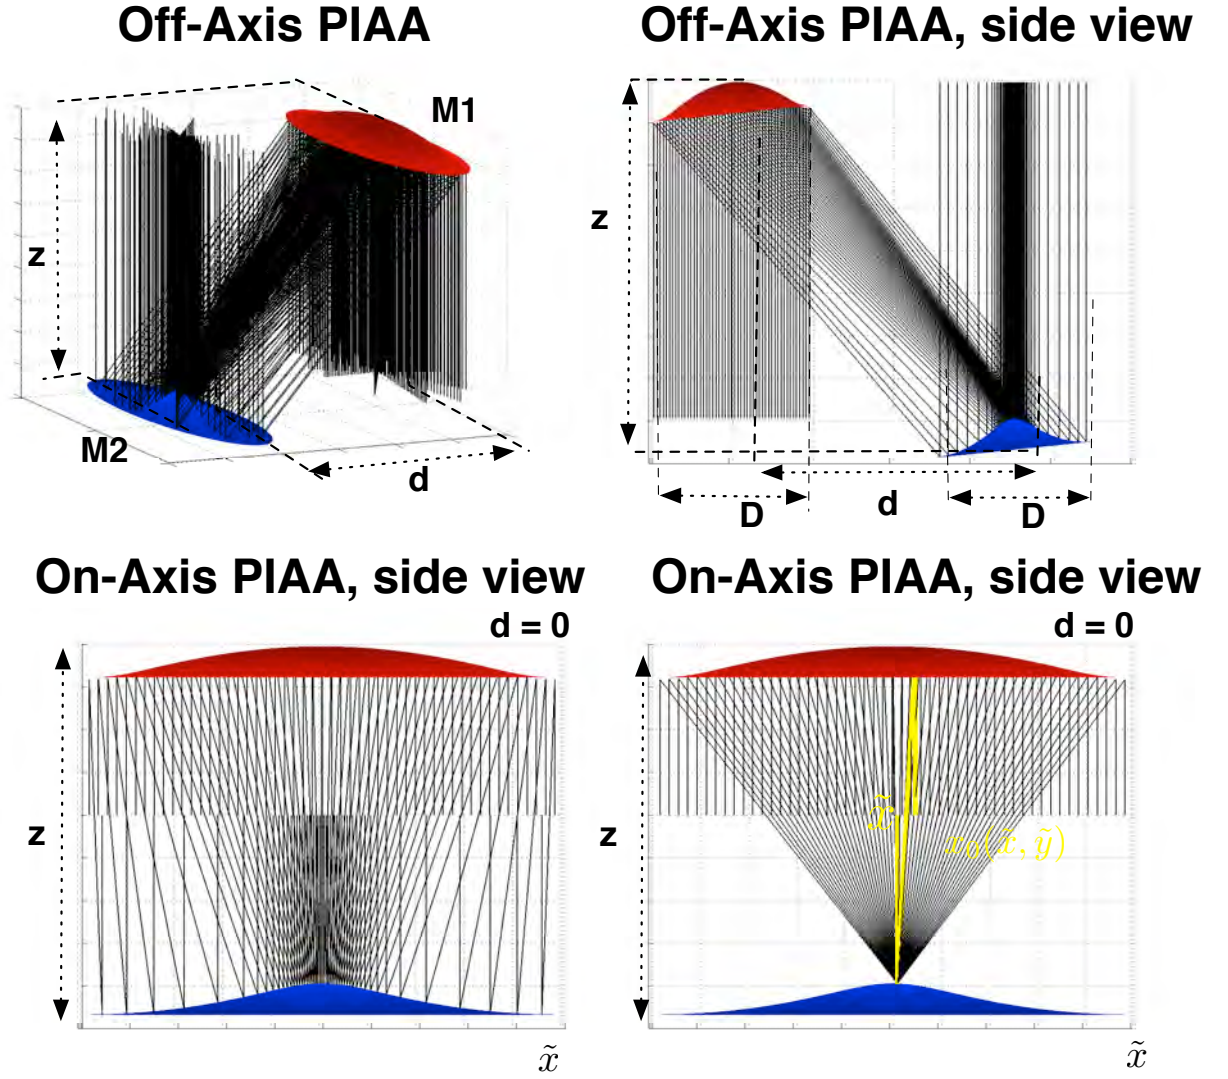 Off-Axis PIAA
Off-Axis PIAA, side view
M1
z
M2
d
z
D
d
D
On-Axis PIAA, side view
d = 0
z
x̃
On-Axis PIAA, side view
d = 0
z
x̃
x₀(x̃, ỹ)
x̃